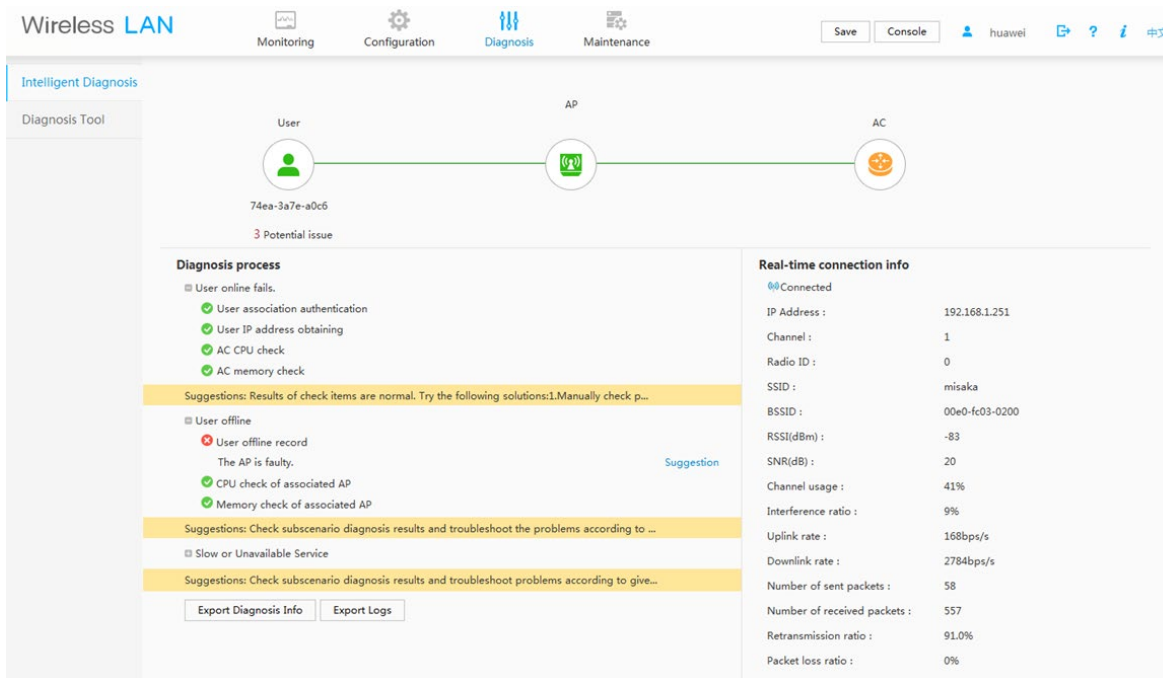 Wireless LAN
Monitoring
Configuration
Diagnosis
Maintenance
Save
Console
huawei
?
i
中文
Intelligent Diagnosis
Diagnosis Tool
User
AP
AC
74ea-3a7e-a0c6
3 Potential issue
Diagnosis process
User online fails.
User association authentication
User IP address obtaining
AC CPU check
AC memory check
Suggestions: Results of check items are normal. Try the following solutions:1.Manually check p...
User offline
User offline record
The AP is faulty. Suggestion
CPU check of associated AP
Memory check of associated AP
Suggestions: Check subscenario diagnosis results and troubleshoot the problems according to ...
Slow or Unavailable Service
Suggestions: Check subscenario diagnosis results and troubleshoot problems according to give...
Export Diagnosis Info
Export Logs
Real-time connection info
Connected
IP Address : 192.168.1.251
Channel : 1
Radio ID : 0
SSID : misaka
BSSID : 00e0-fc03-0200
RSSI(dBm) : -83
SNR(dB) : 20
Channel usage : 41%
Interference ratio : 9%
Uplink rate : 168bps/s
Downlink rate : 2784bps/s
Number of sent packets : 58
Number of received packets : 557
Retransmission ratio : 91.0%
Packet loss ratio : 0%